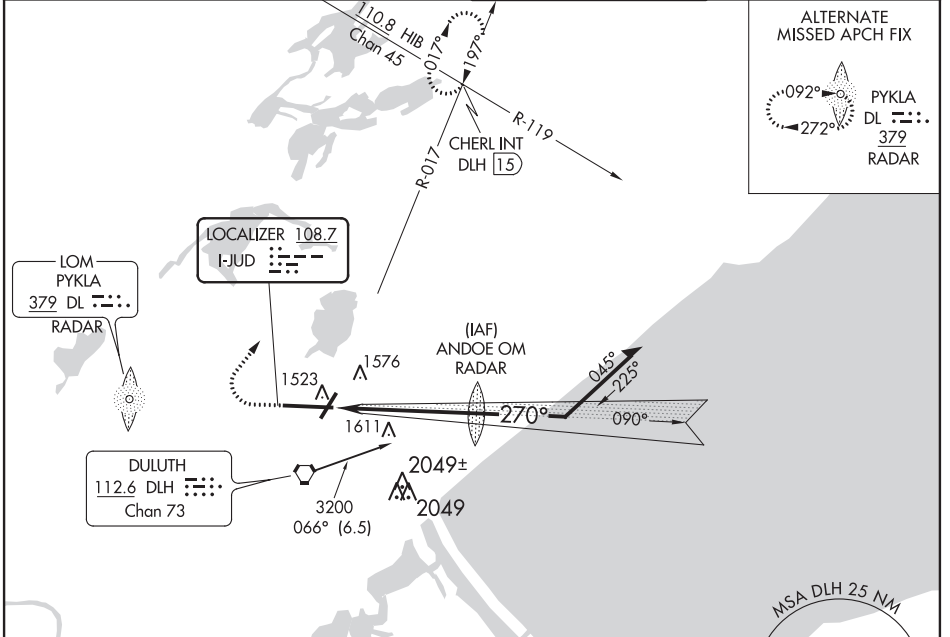 110.8 HIB
Chan 45
017°
197°
CHERL INT
DLH 15
R-119
R-017
ALTERNATE
MISSED APCH FIX
092°
272°
PYKLA
DL
379
RADAR
LOCALIZER 108.7
I-JUD
LOM
PYKLA
379 DL
RADAR
(IAF)
ANDOE OM
RADAR
1523
1576
1611
045°
225°
270°
090°
DULUTH
112.6 DLH
Chan 73
3200
066° (6.5)
2049±
2049
MSA DLH 25 NM